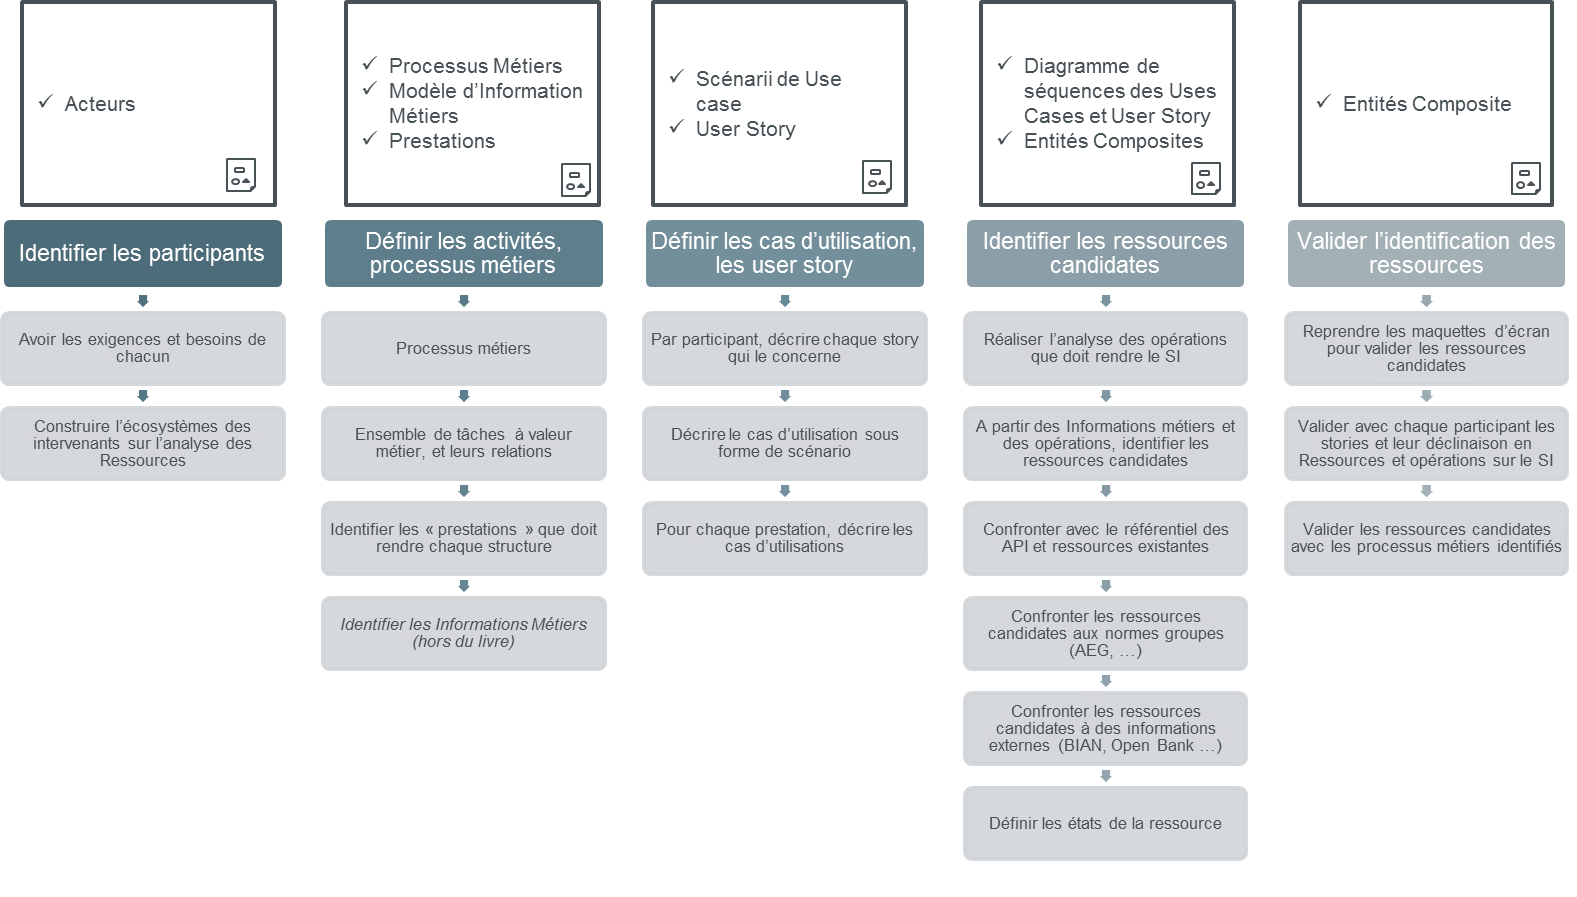 Acteurs
Processus Métiers
Modèle d’Information
Métiers
Prestations
Scénarii de Use
case
User Story
Diagramme de
séquences des Uses
Cases et User Story
Entités Composites
Entités Composite
Identifier les participants
Définir les activités,
processus métiers
Définir les cas d’utilisation,
les user story
Identifier les ressources
candidates
Valider l’identification des
ressources
Avoir les exigences et besoins de
chacun
Construire l’écosystèmes des
intervenants sur l’analyse des
Ressources
Processus métiers
Ensemble de tâches à valeur
métier, et leurs relations
Identifier les « prestations » que doit
rendre chaque structure
Identifier les Informations Métiers
(hors du livre)
Par participant, décrire chaque story
qui le concerne
Décrire le cas d’utilisation sous
forme de scénario
Pour chaque prestation, décrire les
cas d’utilisations
Réaliser l’analyse des opérations
que doit rendre le SI
A partir des Informations métiers et
des opérations, identifier les
ressources candidates
Confronter avec le référentiel des
API et ressources existantes
Confronter les ressources
candidates aux normes groupes
(AEG, …)
Confronter les ressources
candidates à des informations
externes (BIAN, Open Bank …)
Définir les états de la ressource
Reprendre les maquettes d’écran
pour valider les ressources
candidates
Valider avec chaque participant les
stories et leur déclinaison en
Ressources et opérations sur le SI
Valider les ressources candidates
avec les processus métiers identifiés